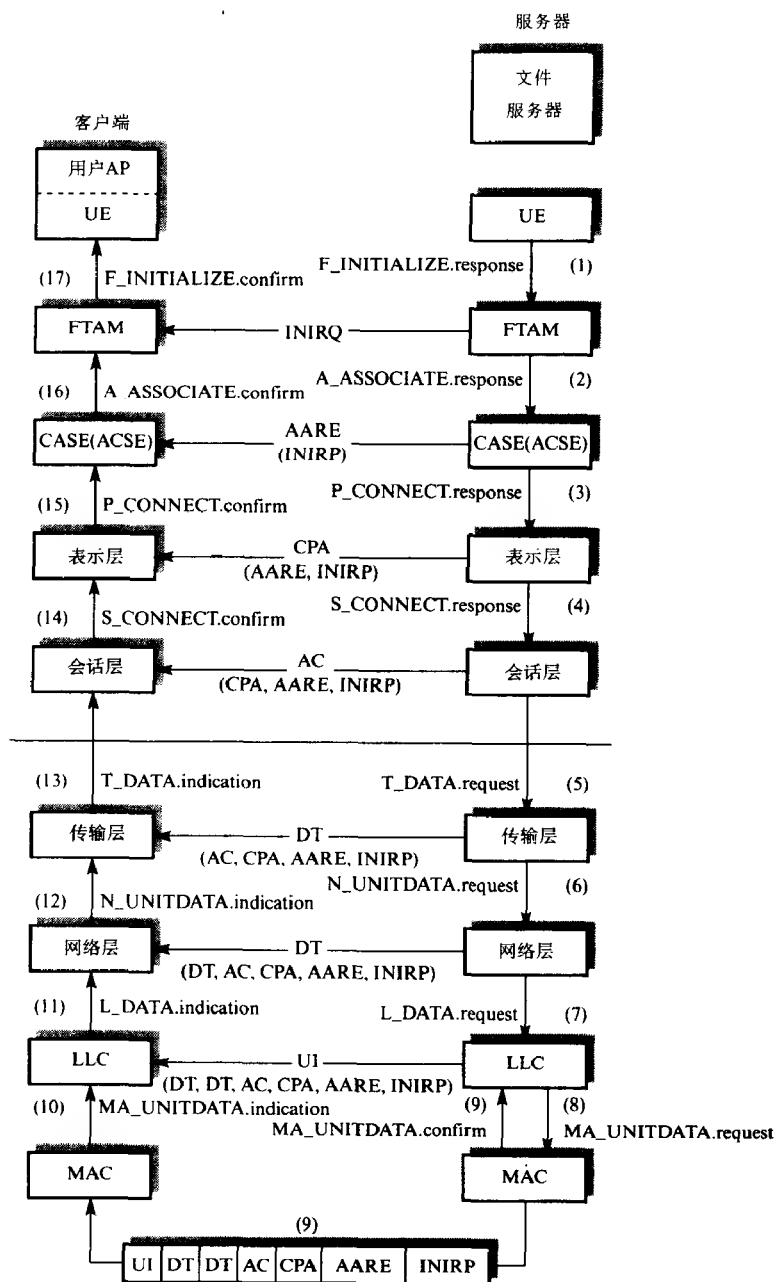 服务器
文件
服务器
客户端
用户AP
UE
UE
F_INITIALIZE.response
(1)
(17)
F_INITIALIZE.confirm
FTAM
INIRQ
FTAM
A_ASSOCIATE.response
(2)
(16)
A_ASSOCIATE.confirm
CASE(ACSE)
AARE
(INIRP)
CASE(ACSE)
P_CONNECT.response
(3)
(15)
P_CONNECT.confirm
表示层
CPA
(AARE, INIRP)
表示层
S_CONNECT.response
(4)
(14)
S_CONNECT.confirm
会话层
AC
(CPA, AARE, INIRP)
会话层
(13)
T_DATA.indication
T_DATA.request
(5)
传输层
DT
(AC, CPA, AARE, INIRP)
传输层
N_UNITDATA.request
(6)
(12)
N_UNITDATA.indication
网络层
DT
(DT, AC, CPA, AARE, INIRP)
网络层
(11)
L_DATA.indication
L_DATA.request
(7)
LLC
UI
(DT, DT, AC, CPA, AARE, INIRP)
LLC
(10)
MA_UNITDATA.indication
(9)
(8)
MA_UNITDATA.confirm
MA_UNITDATA.request
MAC
MAC
(9)
UI DT DT AC CPA AARE INIRP